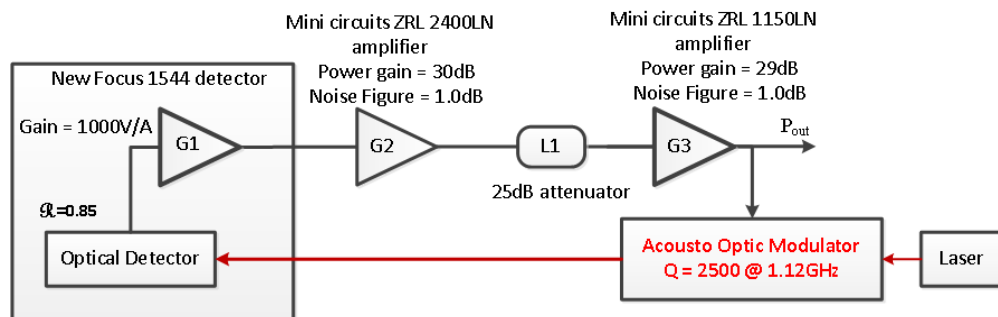 Mini circuits ZRL 2400LN
amplifier
Power gain = 30dB
Noise Figure = 1.0dB
Mini circuits ZRL 1150LN
amplifier
Power gain = 29dB
Noise Figure = 1.0dB
New Focus 1544 detector
Gain = 1000V/A
G1
G2
L1
G3
Pout
25dB attenuator
ℛ=0.85
Optical Detector
Acousto Optic Modulator
Q = 2500 @ 1.12GHz
Laser